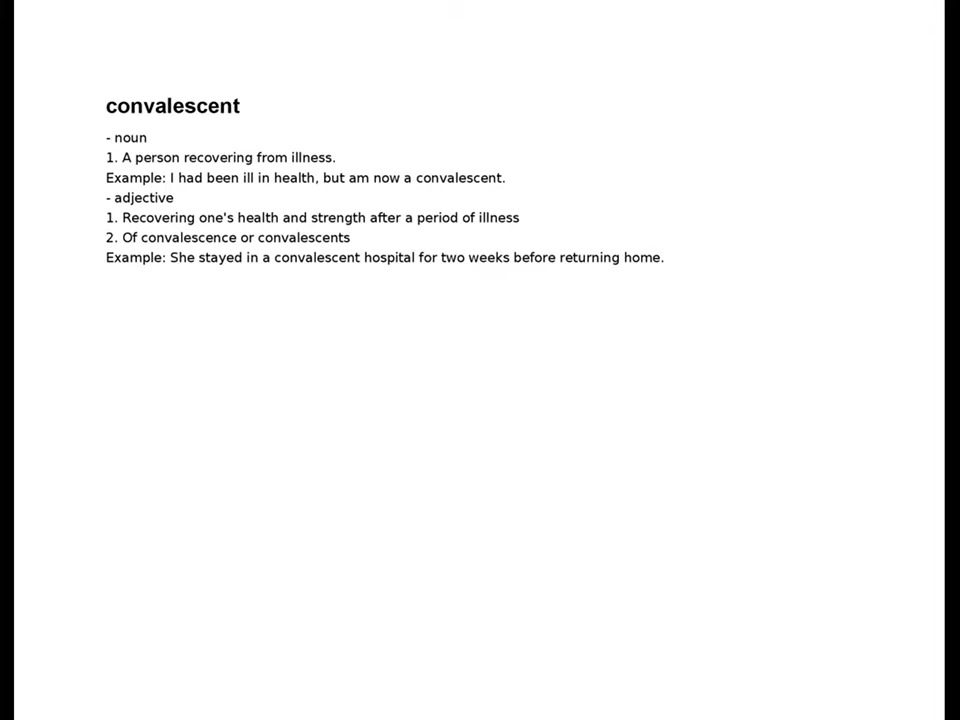 convalescent
- noun
1. A person recovering from illness.
Example: I had been ill in health, but am now a convalescent.
- adjective
1. Recovering one's health and strength after a period of illness
2. Of convalescence or convalescents
Example: She stayed in a convalescent hospital for two weeks before returning home.